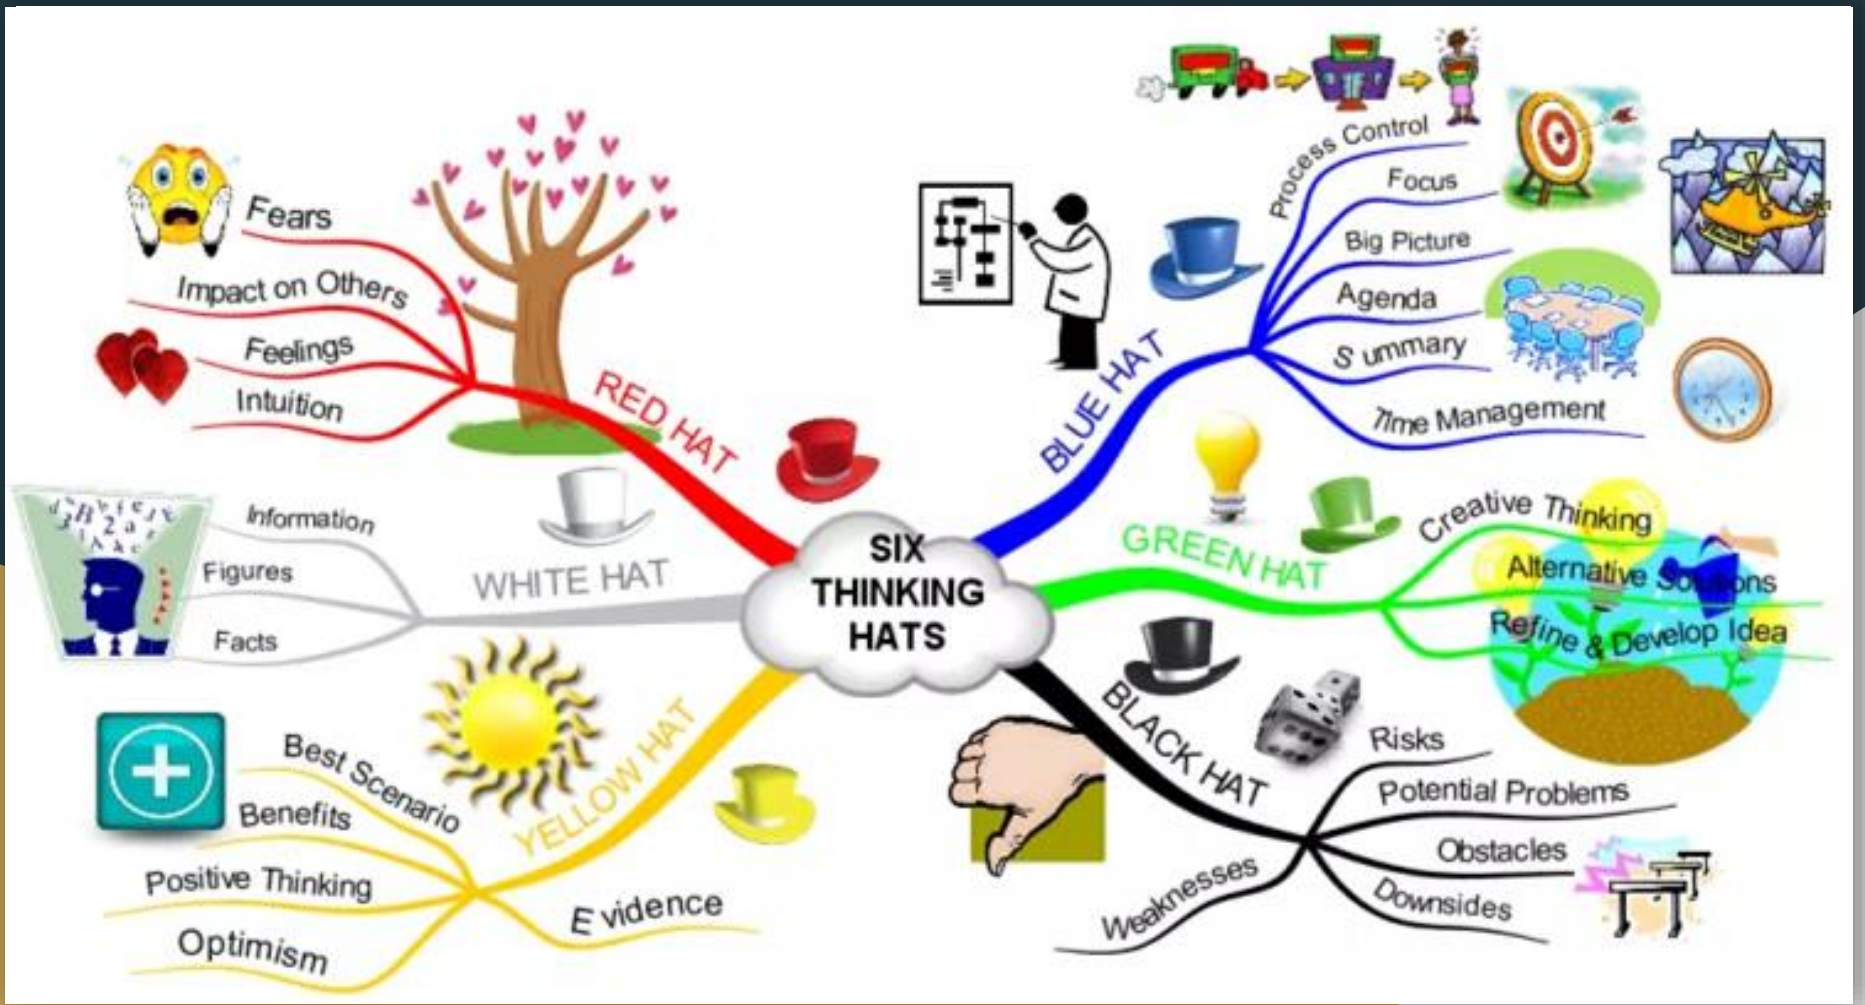 SIX
THINKING
HATS
BLUE HAT
Process Control
Focus
Big Picture
Agenda
Summary
Time Management
GREEN HAT
Creative Thinking
Alternative Solutions
Refine & Develop Idea
BLACK HAT
Risks
Potential Problems
Obstacles
Downsides
Weaknesses
YELLOW HAT
Best Scenario
Benefits
Positive Thinking
Optimism
Evidence
WHITE HAT
Information
Figures
Facts
RED HAT
Fears
Impact on Others
Feelings
Intuition